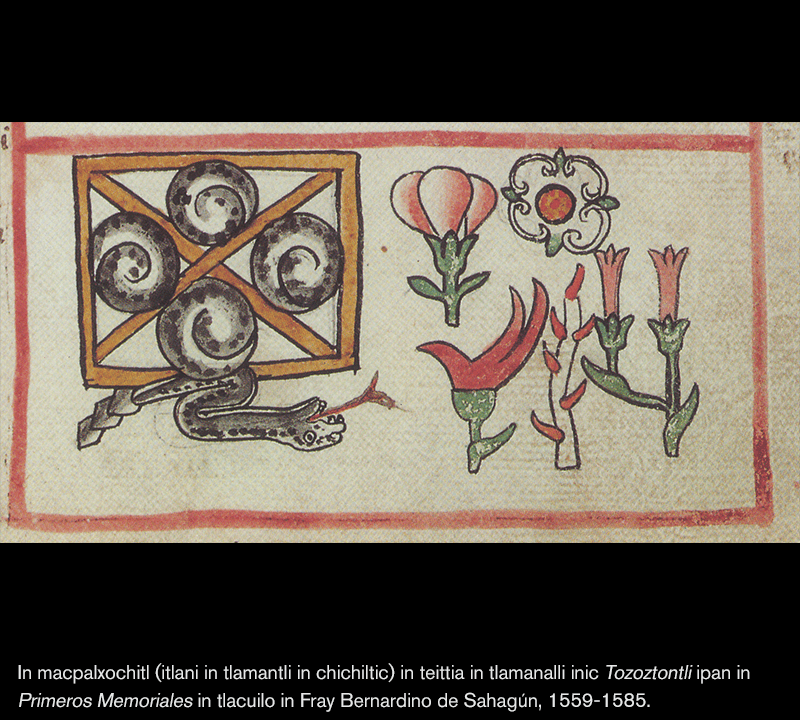 In macpalxochitl (itlani in tlamantli in chichiltic) in teittia in tlamanalli inic Tozoztontli ipan in
Primeros Memoriales in tlacuilo in Fray Bernardino de Sahagún, 1559-1585.